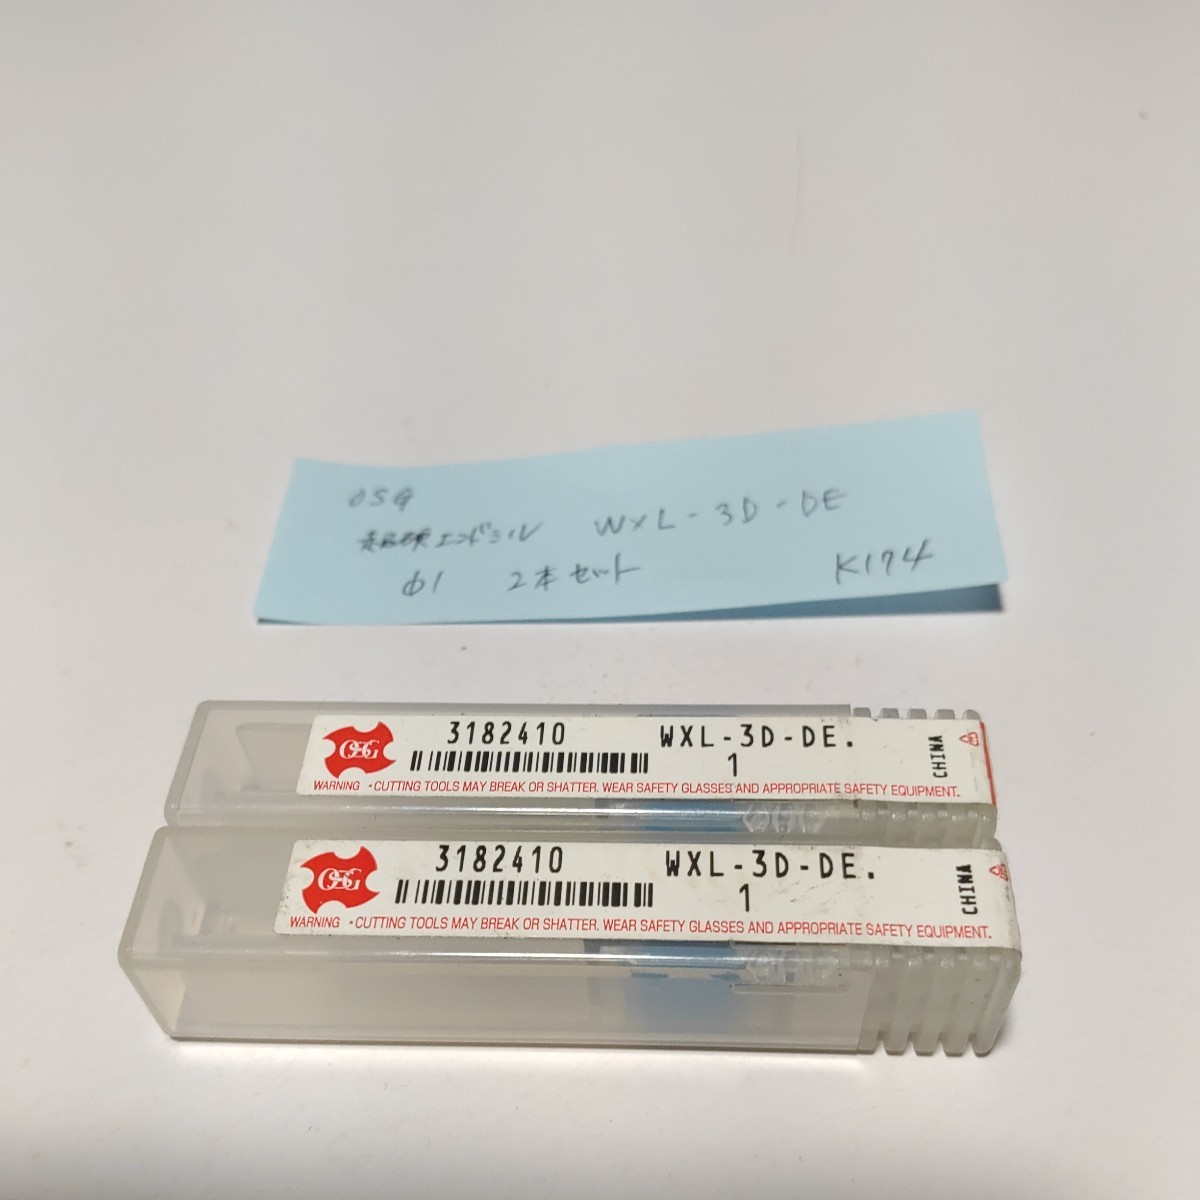 OSG
超硬エンドミル WXL-3D-DE
φ1 2本セット K174
OSG
3182410 WXL-3D-DE.
1
CHINA
WARNING・CUTTING TOOLS MAY BREAK OR SHATTER. WEAR SAFETY GLASSES AND APPROPRIATE SAFETY EQUIPMENT.
OSG
3182410 WXL-3D-DE.
1
CHINA
WARNING・CUTTING TOOLS MAY BREAK OR SHATTER. WEAR SAFETY GLASSES AND APPROPRIATE SAFETY EQUIPMENT.